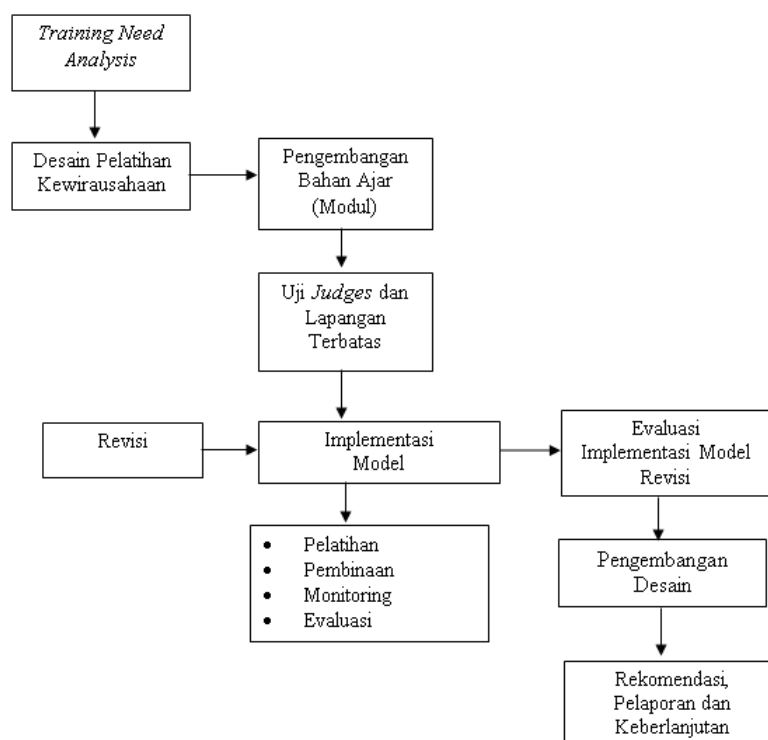 Training Need
Analysis
Desain Pelatihan
Kewirausahaan
Pengembangan
Bahan Ajar
(Modul)
Uji Judges dan
Lapangan
Terbatas
Revisi
Implementasi
Model
Evaluasi
Implementasi Model
Revisi
• Pelatihan
• Pembinaan
• Monitoring
• Evaluasi
Pengembangan
Desain
Rekomendasi,
Pelaporan dan
Keberlanjutan